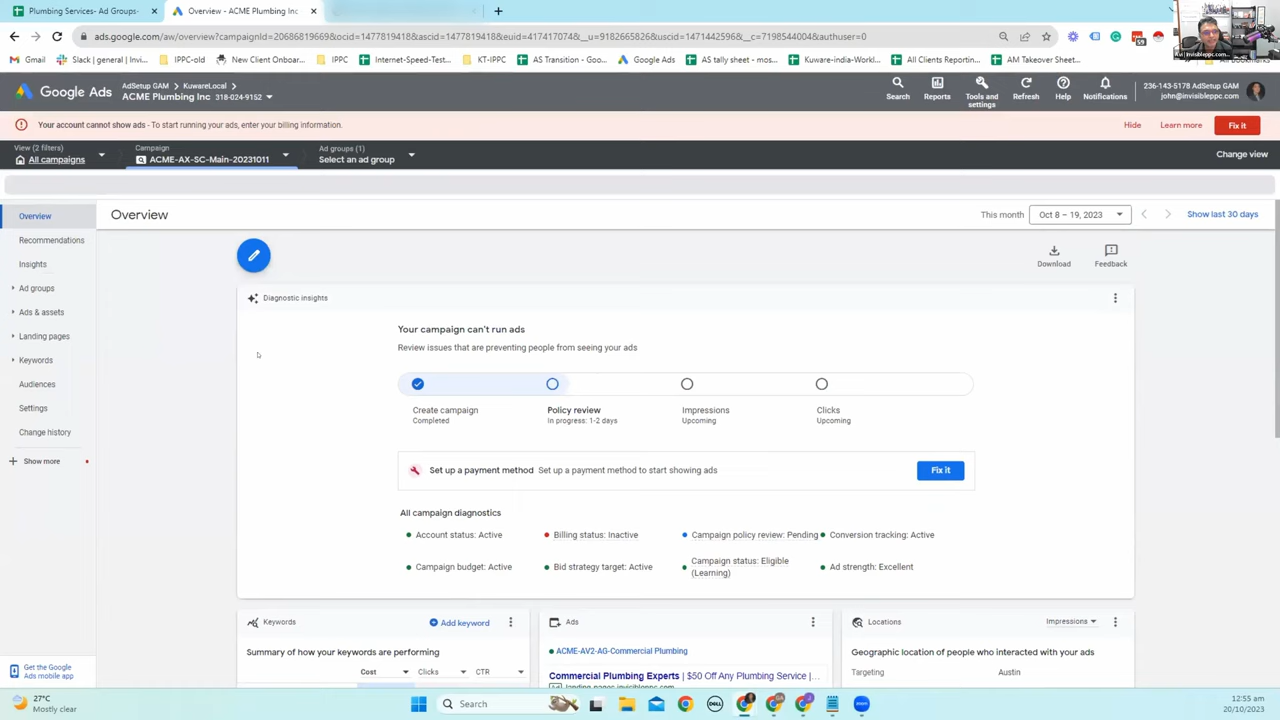 Plumbing Services- Ad Groups-
Overview - ACME Plumbing Inc
ads.google.com/aw/overview?campaignId=20686819669&ocid=1477819418&ascid=1477819418&euid=417471074&__u=9182665826&uscid=1471442596&__c=7198544004&authuser=0
59
Gmail
Slack | general | Invi...
IPPC-old
New Client Onboar...
IPPC
Internet-Speed-Test...
KT-HIPPC
AS Transition - Goo...
Google Ads
AS tally sheet - mos...
Kuware-india-Workl...
All Clients Reportin...
AM Takeover Sheet...
Google Ads
AdSetup GAM
KuwareLocal
ACME Plumbing Inc 318-024-9152
Search
Reports
Tools and settings
Refresh
Help
Notifications
236-143-5178 AdSetup GAM
john@invisibleppc.com
Your account cannot show ads - To start running your ads, enter your billing information.
Hide
Learn more
Fix it
View (2 filters)
All campaigns
Campaign
ACME-AX-SC-Main-20231011
Ad groups (1)
Select an ad group
Change view
Overview
Recommendations
Insights
Ad groups
Ads & assets
Landing pages
Keywords
Audiences
Settings
Change history
Show more
Get the Google
Ads mobile app
Overview
This month
Oct 8 – 19, 2023
Show last 30 days
Download
Feedback
Diagnostic insights
Your campaign can't run ads
Review issues that are preventing people from seeing your ads
Create campaign
Completed
Policy review
In progress: 1-2 days
Impressions
Upcoming
Clicks
Upcoming
Set up a payment method Set up a payment method to start showing ads
Fix it
All campaign diagnostics
Account status: Active
Billing status: Inactive
Campaign policy review: Pending
Conversion tracking: Active
Campaign budget: Active
Bid strategy target: Active
Campaign status: Eligible
(Learning)
Ad strength: Excellent
Keywords
Add keyword
Summary of how your keywords are performing
Cost
Clicks
CTR
Ads
ACME-AV2-AG-Commercial Plumbing
Commercial Plumbing Experts | $50 Off Any Plumbing Service |...
Locations
Impressions
Geographic location of people who interacted with your ads
Targeting
Austin
27°C
Mostly clear
Search
12:55 am
20/10/2023